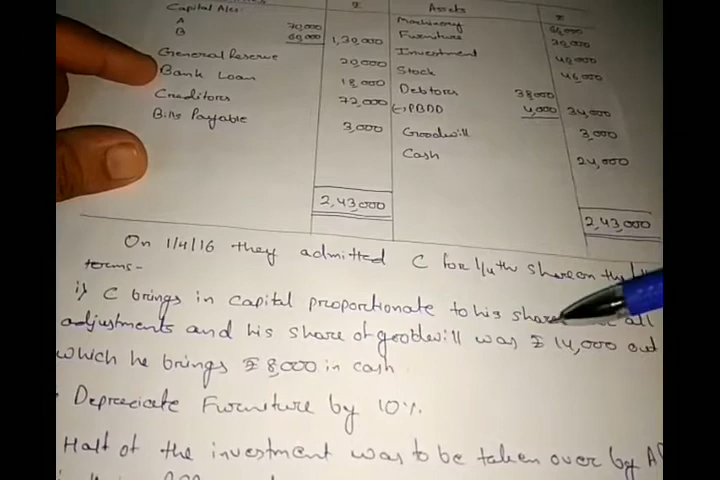 Capital A/cs: ₹ Assets ₹
A 70,000 Machinery
B 60,000 1,30,000 Furniture 30,000
General Reserve 20,000 Investment 40,000
Bank Loan 18,000 Stock 46,000
Creditors 72,000 Debtors 38,000
(-) PBDD 4,000 34,000
Bills Payable 3,000 Goodwill 3,000
Cash 24,000
2,43,000 2,43,000
On 1/4/16 they admitted C for 1/4th share on the
terms-
i) C brings in capital proportionate to his share all
adjustments and his share of goodwill was ₹ 14,000 out
which he brings ₹ 8,000 in cash
Depreciate Furniture by 10%.
Half of the investment was to be taken over by A